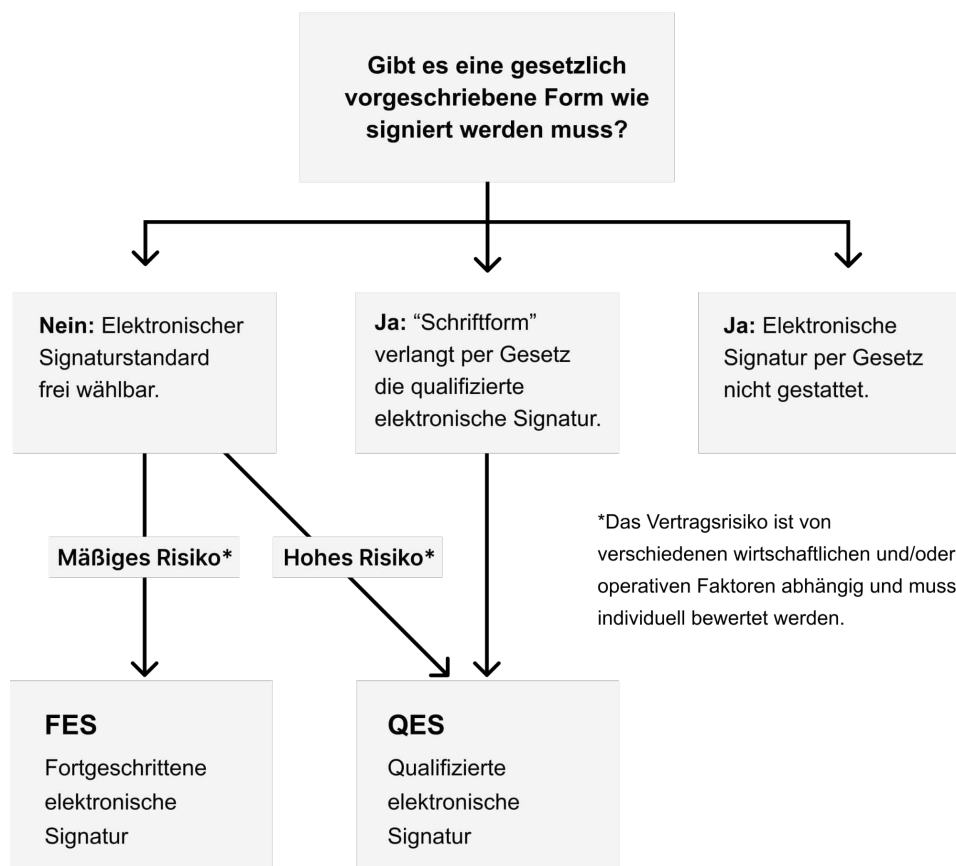 Gibt es eine gesetzlich
vorgeschriebene Form wie
signiert werden muss?
Nein: Elektronischer
Signaturstandard
frei wählbar.
Ja: “Schriftform”
verlangt per Gesetz
die qualifizierte
elektronische Signatur.
Ja: Elektronische
Signatur per Gesetz
nicht gestattet.
Mäßiges Risiko*
Hohes Risiko*
*Das Vertragsrisiko ist von
verschiedenen wirtschaftlichen und/oder
operativen Faktoren abhängig und muss
individuell bewertet werden.
FES
Fortgeschrittene
elektronische
Signatur
QES
Qualifizierte
elektronische
Signatur